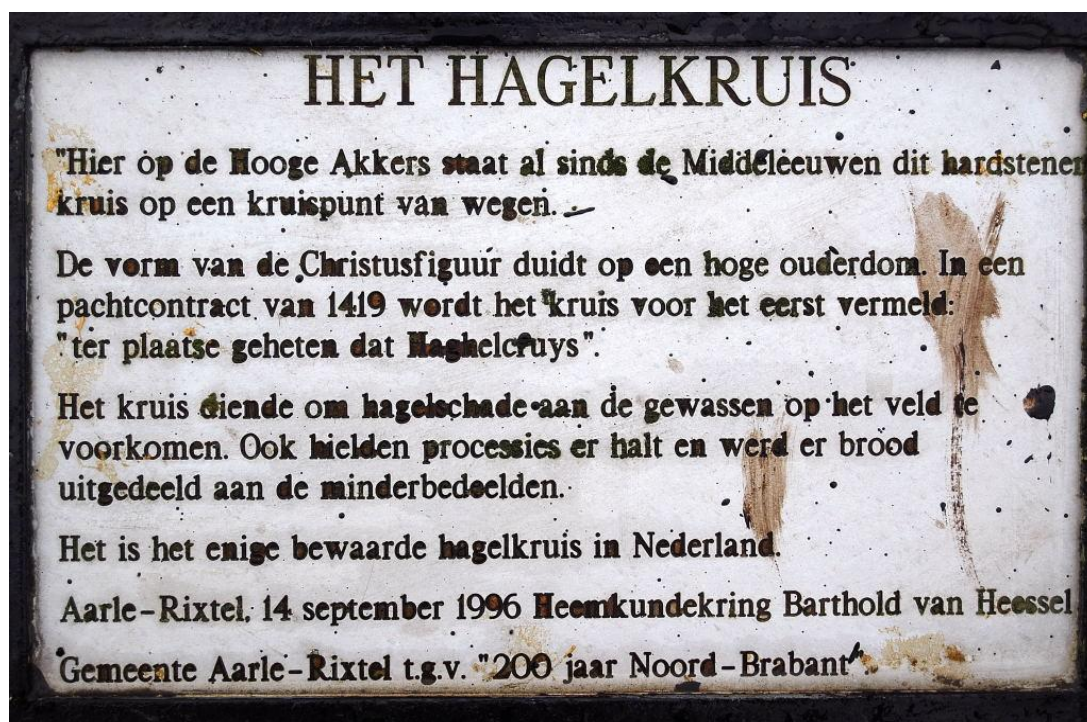 HET HAGELKRUIS
"Hier op de Hooge Akkers staat al sinds de Middeleeuwen dit hardstenen
kruis op een kruispunt van wegen.
De vorm van de Christusfiguur duidt op een hoge ouderdom. In een
pachtcontract van 1419 wordt het kruis voor het eerst vermeld:
"ter plaatse geheten dat Haghelcruys".
Het kruis diende om hagelschade aan de gewassen op het veld te
voorkomen. Ook hielden processies er halt en werd er brood
uitgedeeld aan de minderbedeelden.
Het is het enige bewaarde hagelkruis in Nederland.
Aarle-Rixtel, 14 september 1996 Heemkundekring Barthold van Heessel
Gemeente Aarle-Rixtel t.g.v. "200 jaar Noord-Brabant".